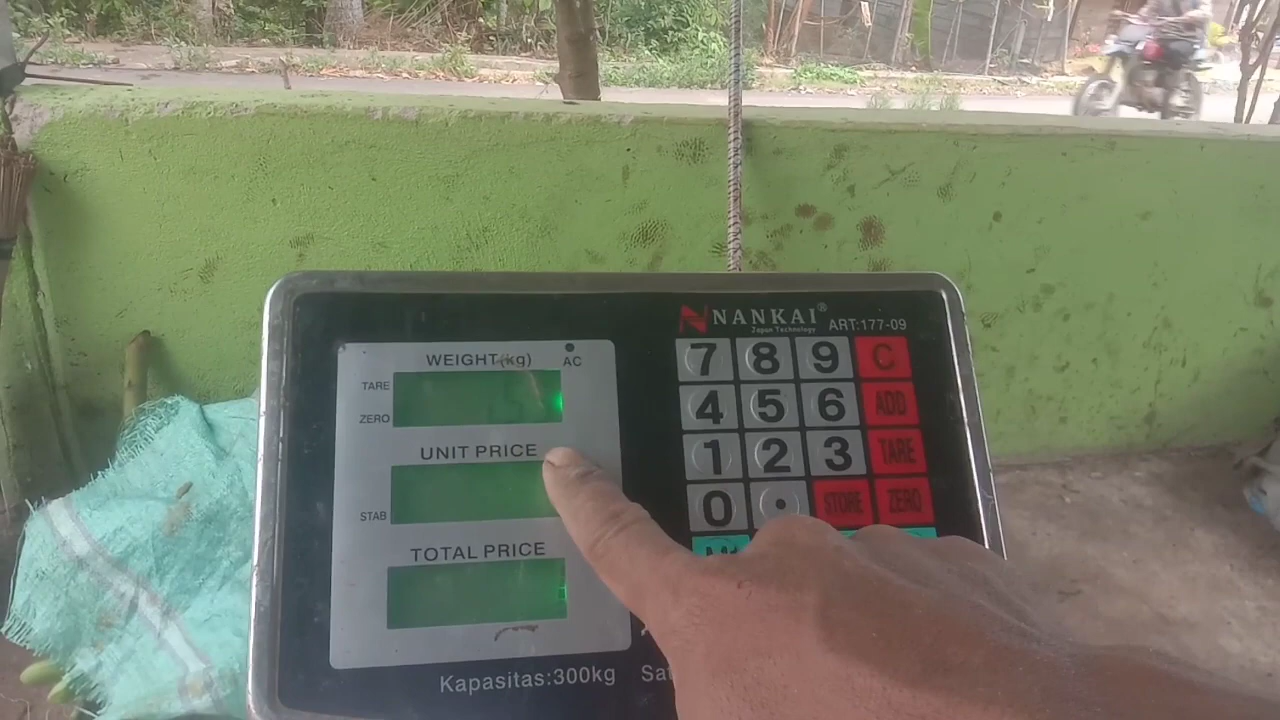 NANKAI®
Japan Technology
ART:177-09
WEIGHT(kg)
AC
TARE
ZERO
UNIT PRICE
STAB
TOTAL PRICE
7 8 9 C
4 5 6 ADD
1 2 3 TARE
0 . STORE ZERO
Kapasitas:300kg